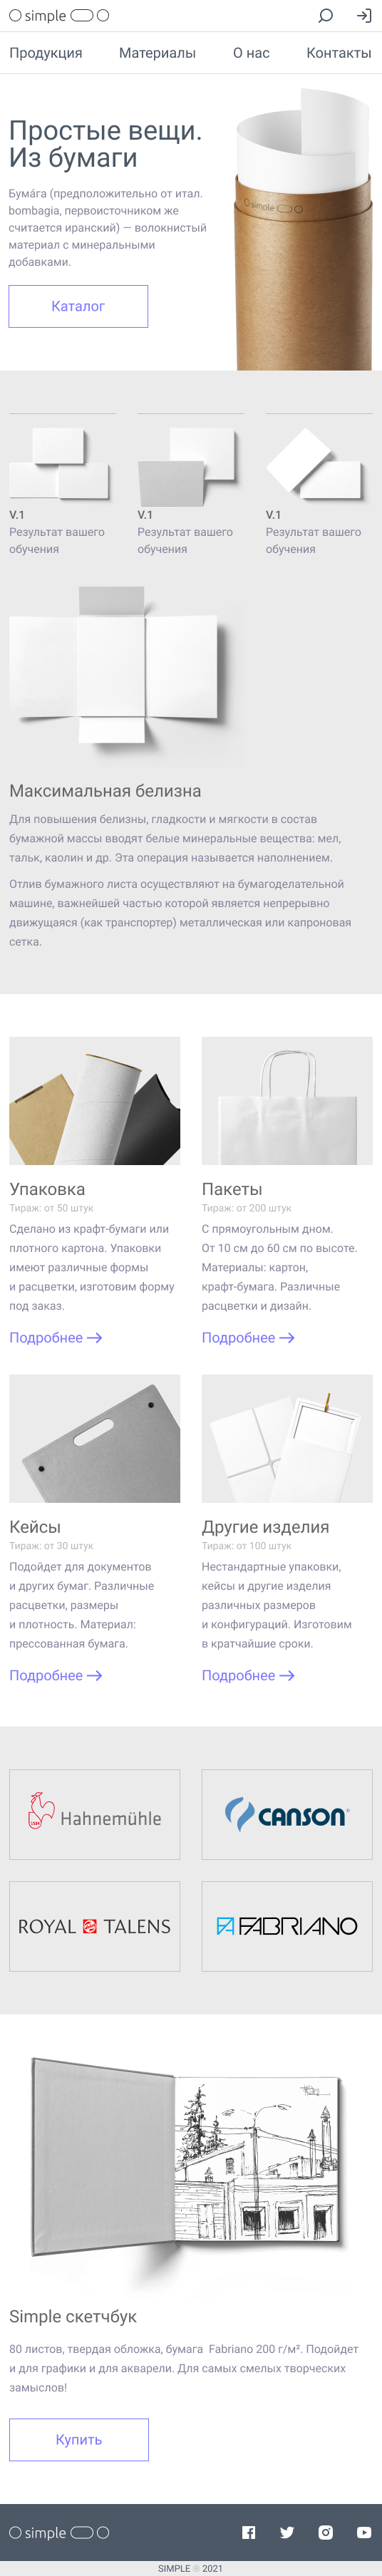 simple
Продукция Материалы О нас Контакты
Простые вещи.
Из бумаги
Бума́га (предположительно от итал.
bombagia, первоисточником же
считается иранский) — волокнистый
материал с минеральными
добавками.
simple
Каталог
V.1
Результат вашего
обучения
V.1
Результат вашего
обучения
V.1
Результат вашего
обучения
Максимальная белизна
Для повышения белизны, гладкости и мягкости в состав
бумажной массы вводят белые минеральные вещества: мел,
тальк, каолин и др. Эта операция называется наполнением.
Отлив бумажного листа осуществляют на бумагоделательной
машине, важнейшей частью которой является непрерывно
движущаяся (как транспортер) металлическая или капроновая
сетка.
Упаковка
Тираж: от 50 штук
Сделано из крафт-бумаги или
плотного картона. Упаковки
имеют различные формы
и расцветки, изготовим форму
под заказ.
Подробнее
Пакеты
Тираж: от 200 штук
С прямоугольным дном.
От 10 см до 60 см по высоте.
Материалы: картон,
крафт-бумага. Различные
расцветки и дизайн.
Подробнее
Кейсы
Тираж: от 30 штук
Подойдет для документов
и других бумаг. Различные
расцветки, размеры
и плотность. Материал:
прессованная бумага.
Подробнее
Другие изделия
Тираж: от 100 штук
Нестандартные упаковки,
кейсы и другие изделия
различных размеров
и конфигураций. Изготовим
в кратчайшие сроки.
Подробнее
Hahnemühle
CANSON®
ROYAL TALENS
FABRIANO
Simple скетчбук
80 листов, твердая обложка, бумага Fabriano 200 г/м². Подойдет
и для графики и для акварели. Для самых смелых творческих
замыслов!
Купить
simple
SIMPLE ® 2021